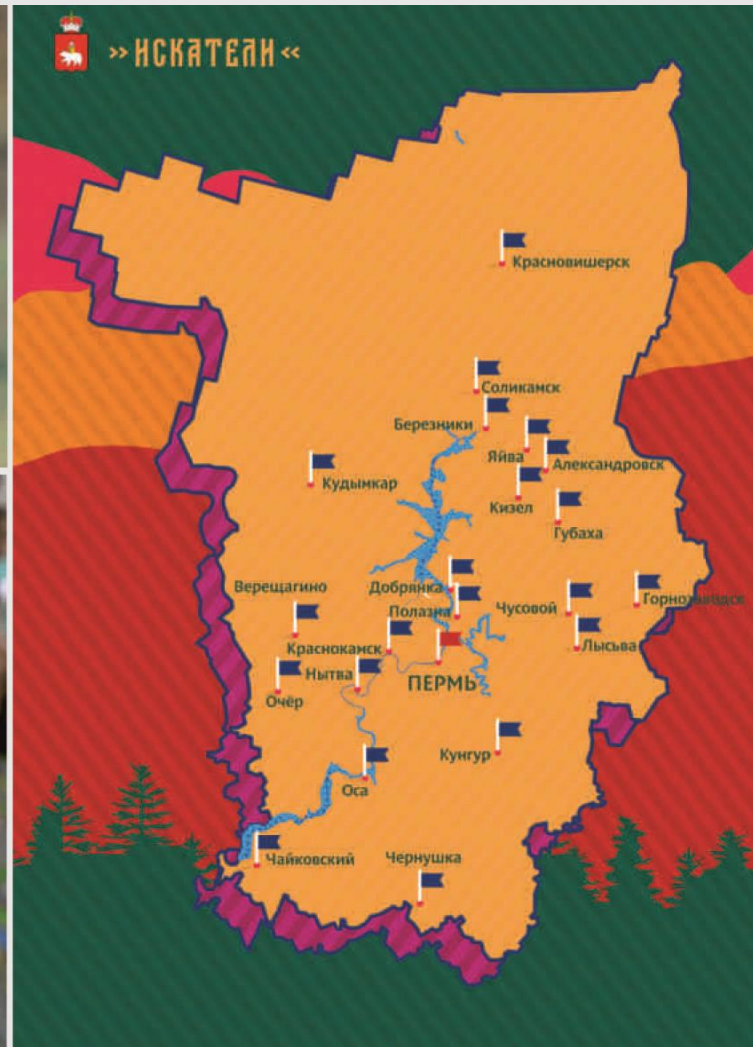 »ИСКАТЕЛИ«
Красновишерск
Соликамск
Березники
Яйва
Александровск
Кудымкар
Кизел
Губаха
Верещагино
Добрянка
Полазна
Чусовой
Горнозаводск
Краснокамск
Лысьва
Нытва
ПЕРМЬ
Очёр
Кунгур
Оса
Чайковский
Чернушка